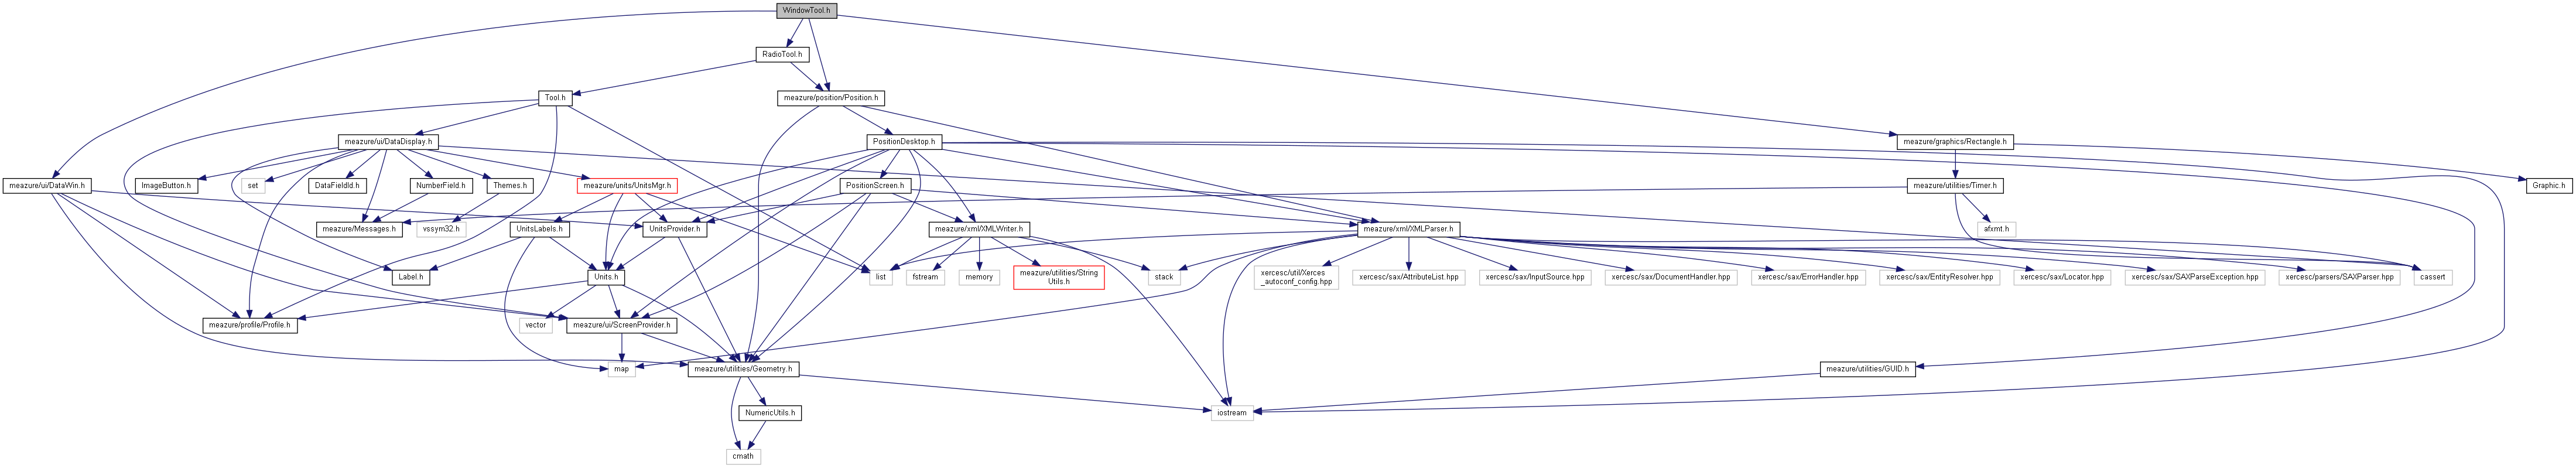 WindowTool.h
RadioTool.h
Tool.h
meazure/position/Position.h
meazure/ui/DataDisplay.h
PositionDesktop.h
meazure/graphics/Rectangle.h
meazure/ui/DataWin.h
ImageButton.h
set
DataFieldId.h
NumberField.h
Themes.h
meazure/units/UnitsMgr.h
PositionScreen.h
meazure/utilities/Timer.h
Graphic.h
meazure/Messages.h
vssym32.h
UnitsLabels.h
UnitsProvider.h
meazure/xml/XMLWriter.h
meazure/xml/XMLParser.h
afxmt.h
Label.h
Units.h
list
fstream
memory
meazure/utilities/String
Utils.h
stack
xercesc/util/Xerces
_autoconf_config.hpp
xercesc/sax/AttributeList.hpp
xercesc/sax/InputSource.hpp
xercesc/sax/DocumentHandler.hpp
xercesc/sax/ErrorHandler.hpp
xercesc/sax/EntityResolver.hpp
xercesc/sax/Locator.hpp
xercesc/sax/SAXParseException.hpp
xercesc/parsers/SAXParser.hpp
cassert
meazure/profile/Profile.h
vector
meazure/ui/ScreenProvider.h
map
meazure/utilities/Geometry.h
meazure/utilities/GUID.h
NumericUtils.h
iostream
cmath